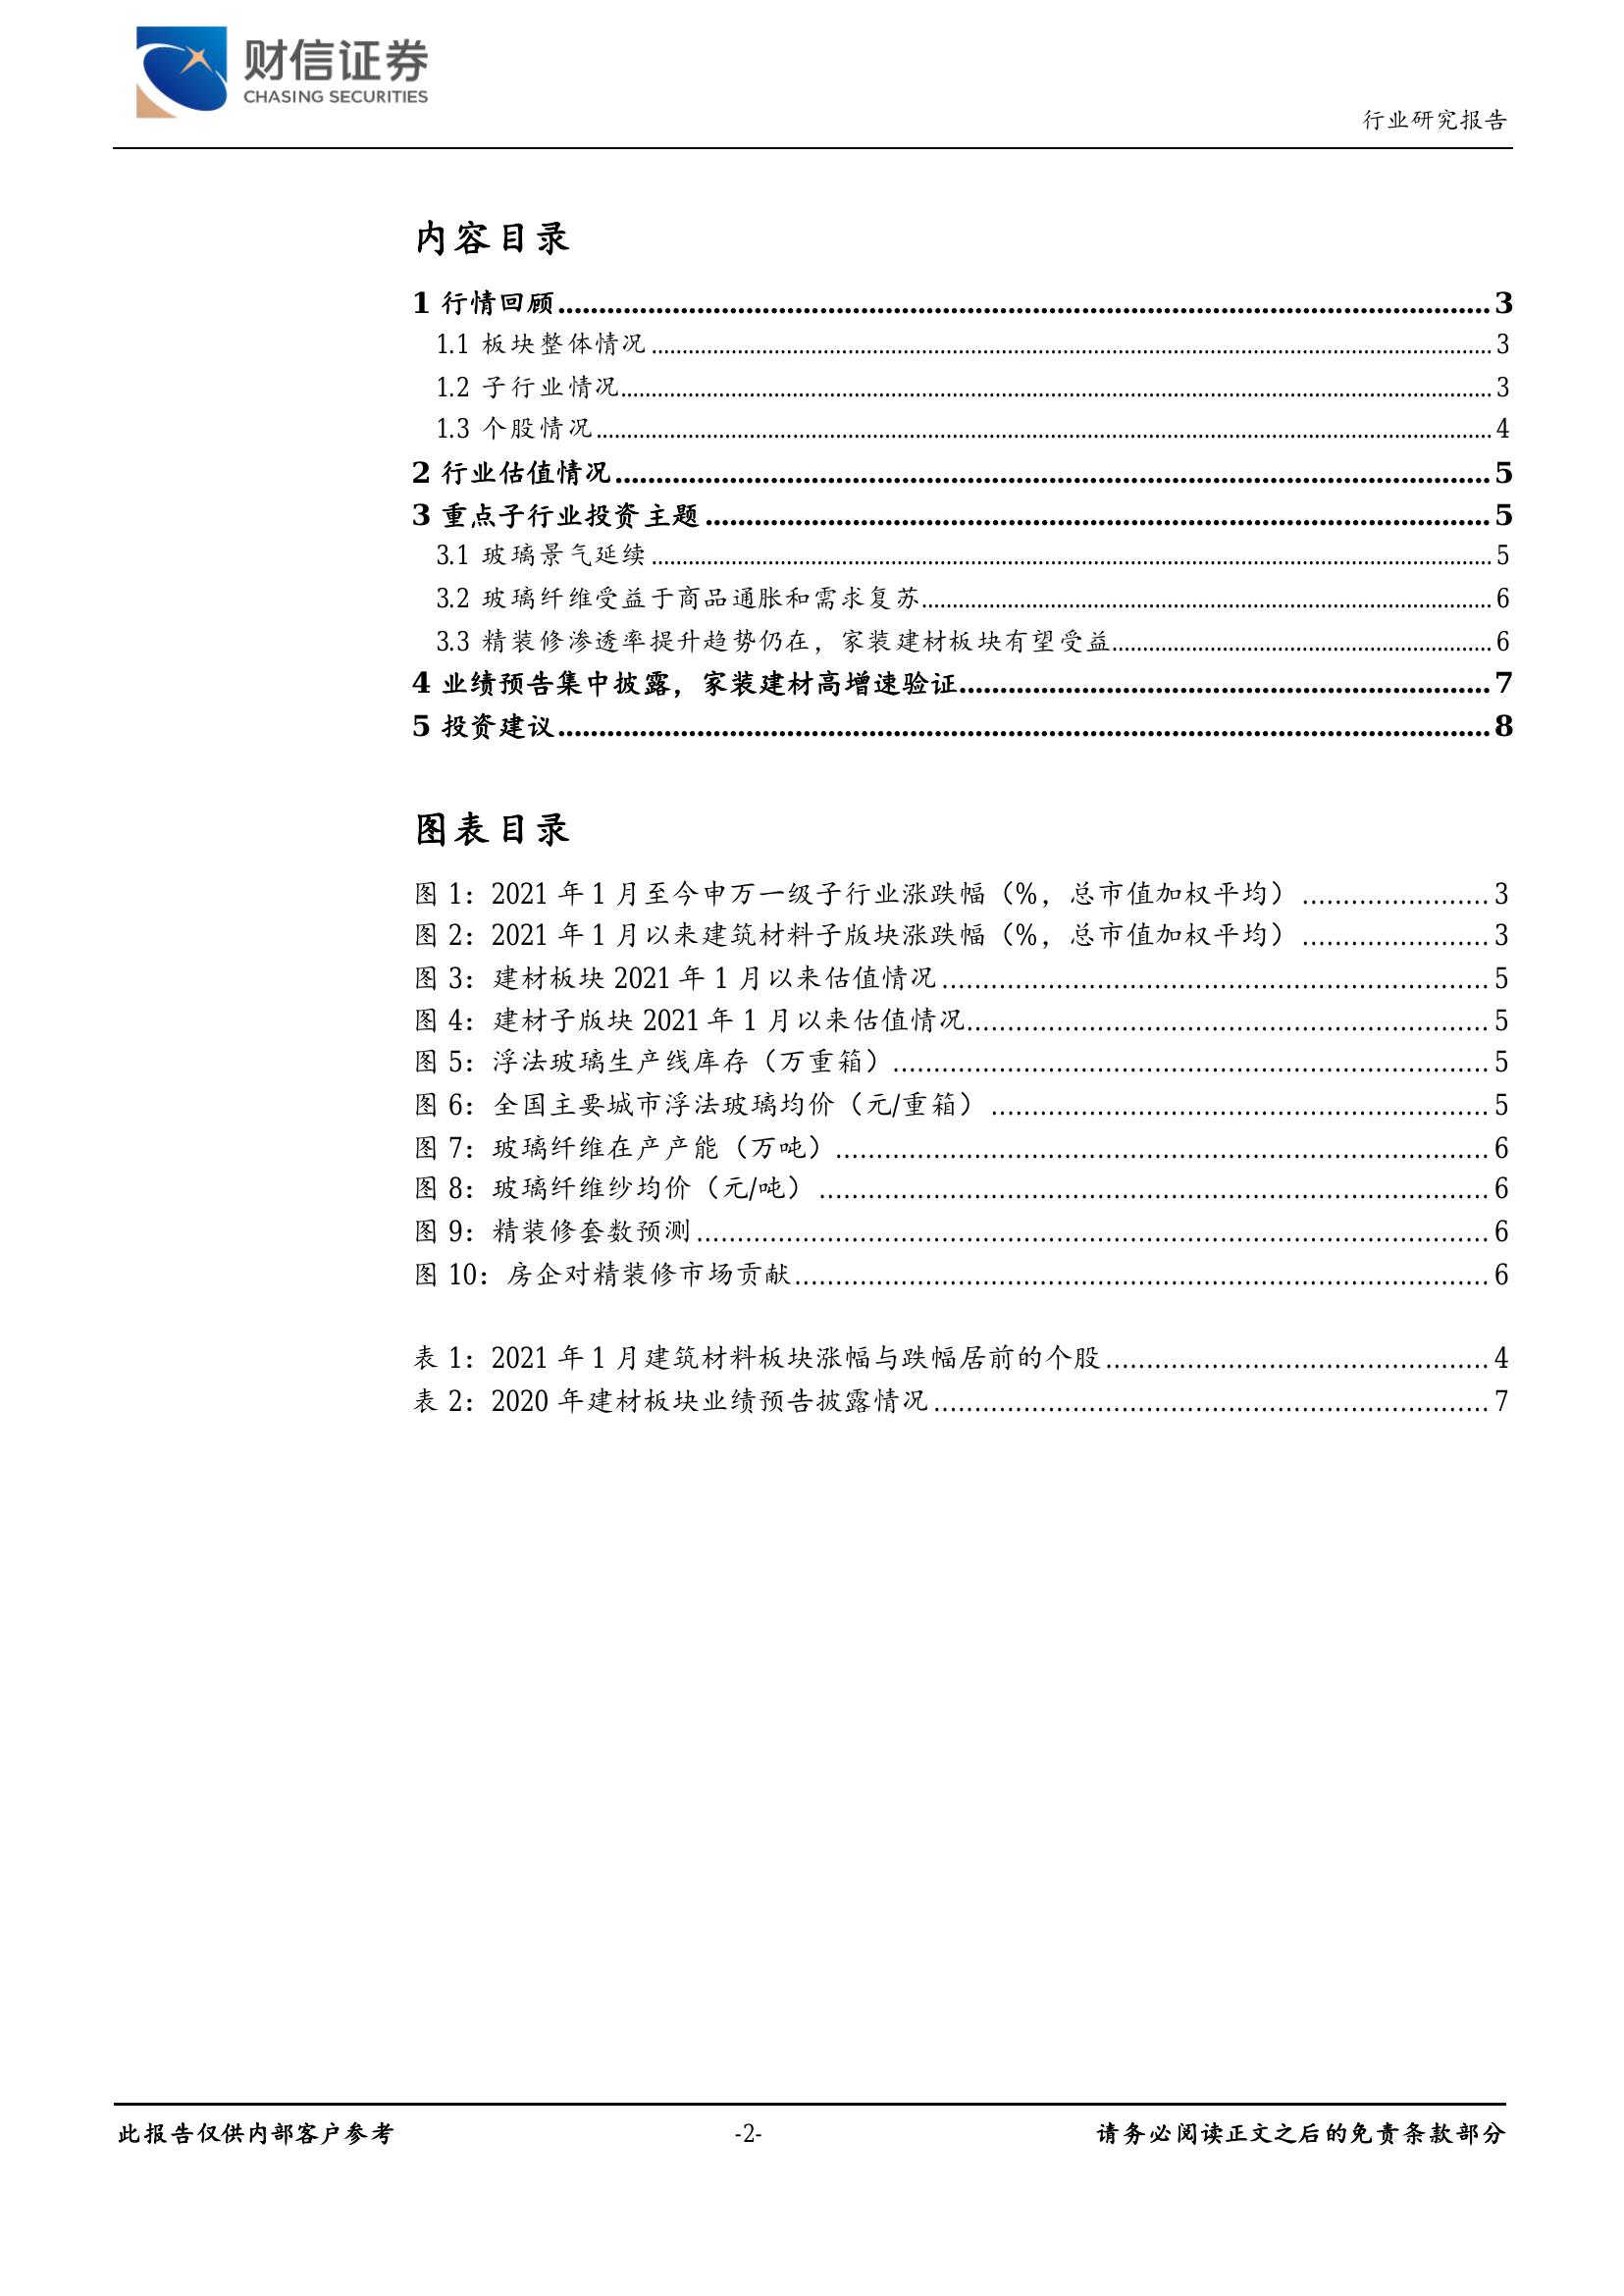 财信证券
CHASING SECURITIES
行业研究报告
内容目录
1 行情回顾........................................3
1.1 板块整体情况........................................3
1.2 子行业情况........................................3
1.3 个股情况........................................4
2 行业估值情况........................................5
3 重点子行业投资主题........................................5
3.1 玻璃景气延续........................................5
3.2 玻璃纤维受益于商品通胀和需求复苏........................................6
3.3 精装修渗透率提升趋势仍在，家装建材板块有望受益........................................6
4 业绩预告集中披露，家装建材高增速验证........................................7
5 投资建议........................................8
图表目录
图 1：2021 年 1 月至今申万一级子行业涨跌幅（%，总市值加权平均）........................................3
图 2：2021 年 1 月以来建筑材料子版块涨跌幅（%，总市值加权平均）........................................3
图 3：建材板块 2021 年 1 月以来估值情况........................................5
图 4：建材子版块 2021 年 1 月以来估值情况........................................5
图 5：浮法玻璃生产线库存（万重箱）........................................5
图 6：全国主要城市浮法玻璃均价（元/重箱）........................................5
图 7：玻璃纤维在产产能（万吨）........................................6
图 8：玻璃纤维纱均价（元/吨）........................................6
图 9：精装修套数预测........................................6
图 10：房企对精装修市场贡献........................................6
表 1：2021 年 1 月建筑材料板块涨幅与跌幅居前的个股........................................4
表 2：2020 年建材板块业绩预告披露情况........................................7
此报告仅供内部客户参考
-2-
请务必阅读正文之后的免责条款部分